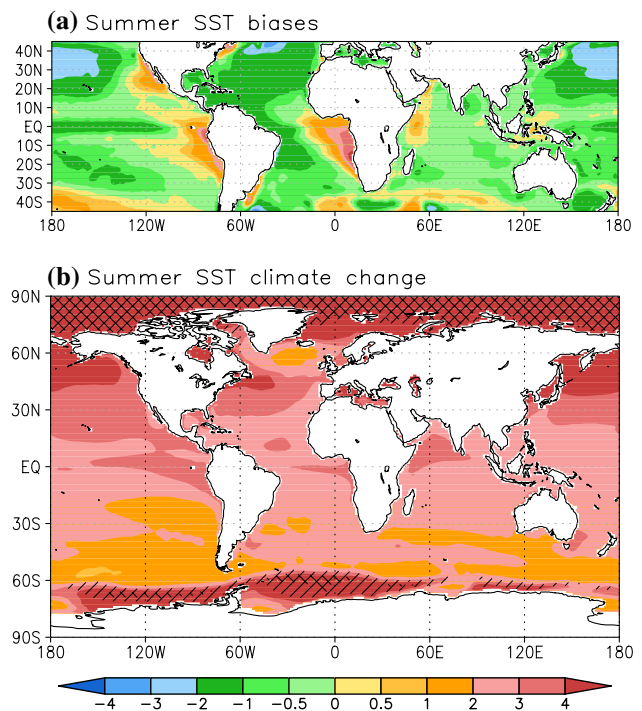 (a) Summer SST biases
40N
30N
20N
10N
EQ
10S
20S
30S
40S
180 120W 60W 0 60E 120E 180
(b) Summer SST climate change
90N
60N
30N
EQ
30S
60S
90S
180 120W 60W 0 60E 120E 180
−4 −3 −2 −1 −0.5 0 0.5 1 2 3 4